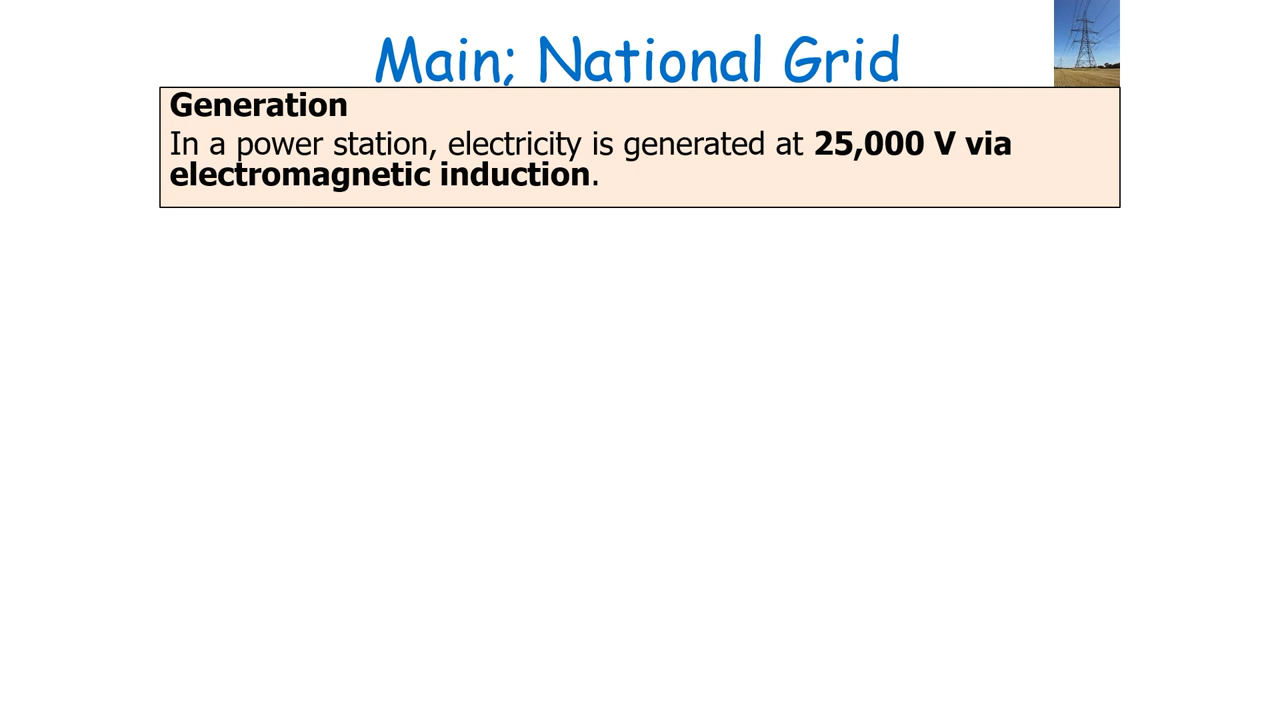 Main; National Grid
Generation
In a power station, electricity is generated at 25,000 V via
electromagnetic induction.